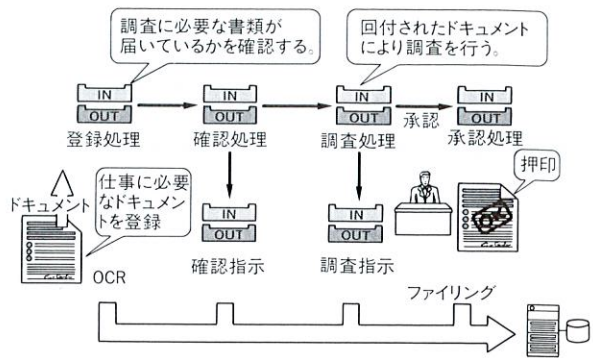 調査に必要な書類が
届いているかを確認する。
回付されたドキュメント
により調査を行う。
IN
OUT
登録処理
IN
OUT
確認処理
IN
OUT
調査処理
承認
IN
OUT
承認処理
押印
OK
ドキュメント
仕事に必要
なドキュメン
トを登録
OCR
IN
OUT
確認指示
IN
OUT
調査指示
ファイリング